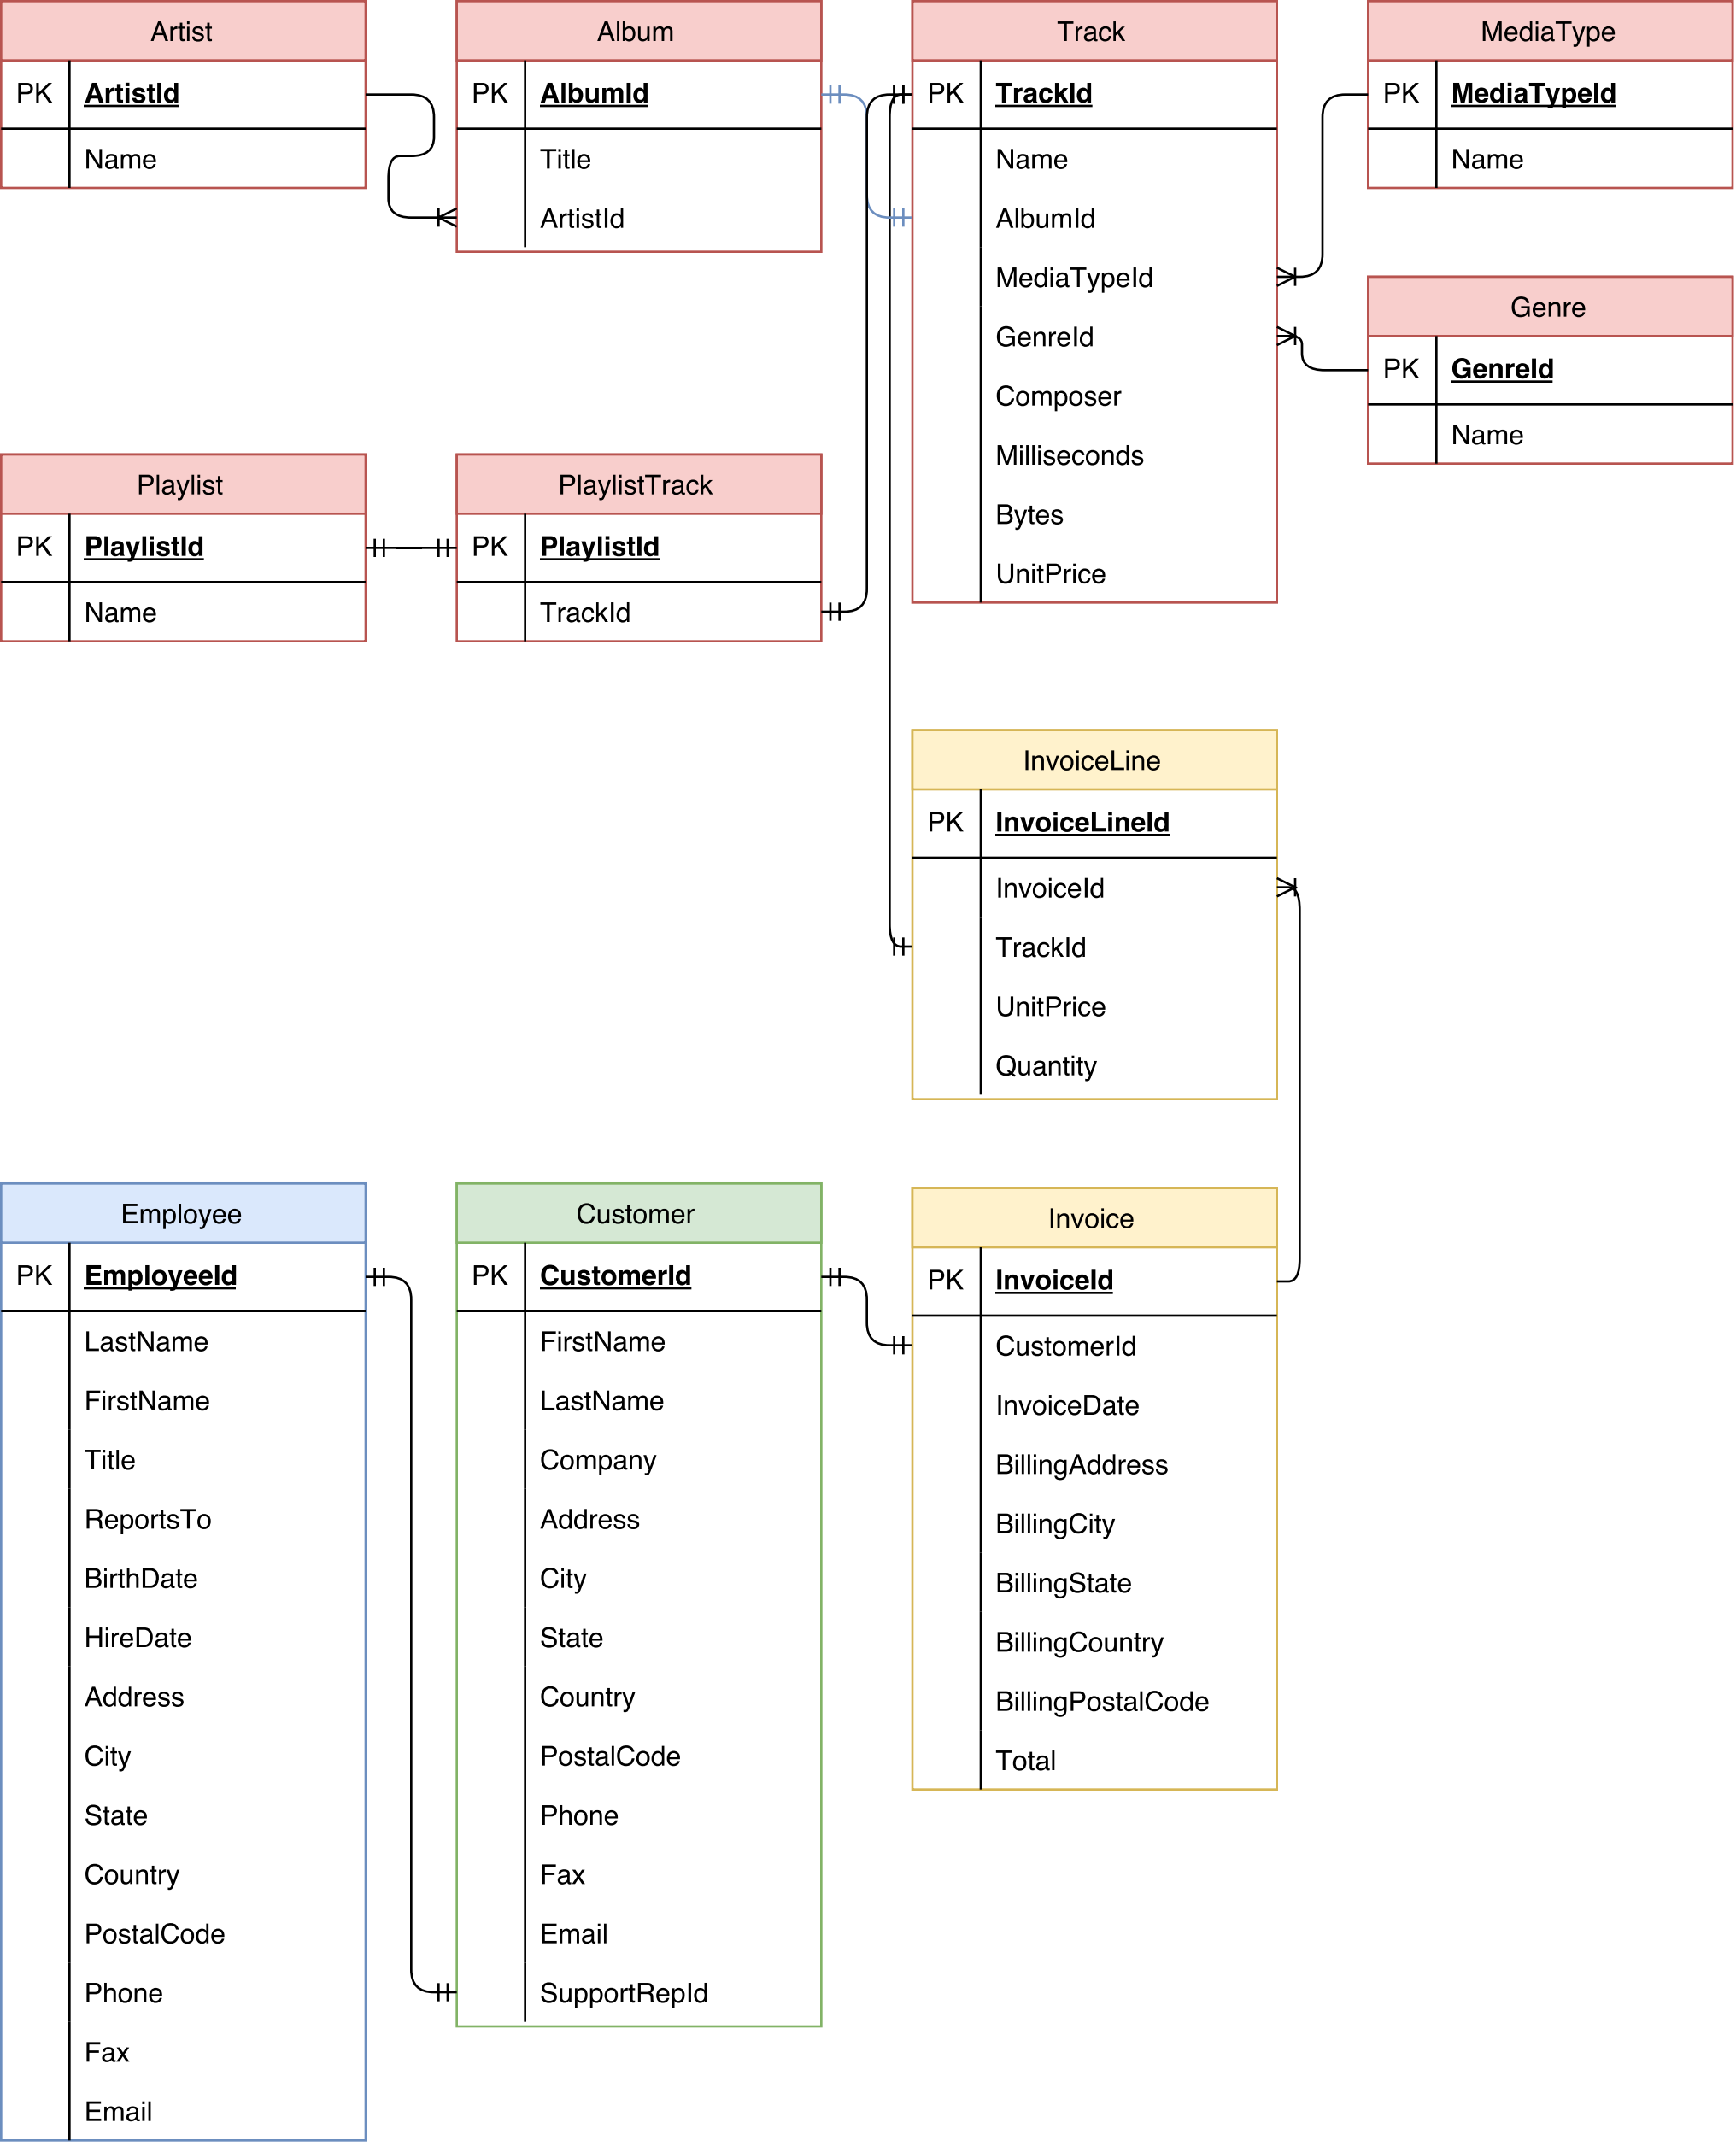 Artist
PK ArtistId
Name
Album
PK AlbumId
Title
ArtistId
Track
PK TrackId
Name
AlbumId
MediaTypeId
GenreId
Composer
Milliseconds
Bytes
UnitPrice
MediaType
PK MediaTypeId
Name
Genre
PK GenreId
Name
Playlist
PK PlaylistId
Name
PlaylistTrack
PK PlaylistId
TrackId
InvoiceLine
PK InvoiceLineId
InvoiceId
TrackId
UnitPrice
Quantity
Employee
PK EmployeeId
LastName
FirstName
Title
ReportsTo
BirthDate
HireDate
Address
City
State
Country
PostalCode
Phone
Fax
Email
Customer
PK CustomerId
FirstName
LastName
Company
Address
City
State
Country
PostalCode
Phone
Fax
Email
SupportRepId
Invoice
PK InvoiceId
CustomerId
InvoiceDate
BillingAddress
BillingCity
BillingState
BillingCountry
BillingPostalCode
Total